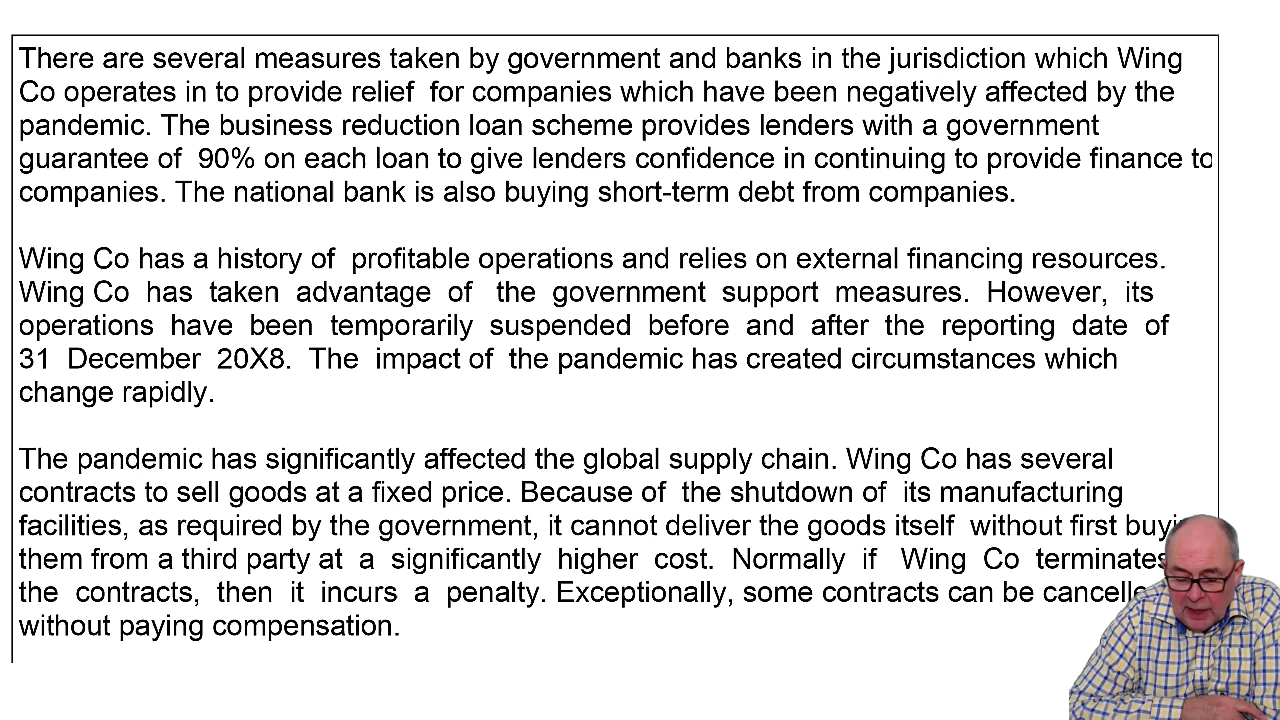 There are several measures taken by government and banks in the jurisdiction which Wing
Co operates in to provide relief for companies which have been negatively affected by the
pandemic. The business reduction loan scheme provides lenders with a government
guarantee of 90% on each loan to give lenders confidence in continuing to provide finance to
companies. The national bank is also buying short-term debt from companies.
Wing Co has a history of profitable operations and relies on external financing resources.
Wing Co has taken advantage of the government support measures. However, its
operations have been temporarily suspended before and after the reporting date of
31 December 20X8. The impact of the pandemic has created circumstances which
change rapidly.
The pandemic has significantly affected the global supply chain. Wing Co has several
contracts to sell goods at a fixed price. Because of the shutdown of its manufacturing
facilities, as required by the government, it cannot deliver the goods itself without first
them from a third party at a significantly higher cost. Normally if Wing Co terminates
the contracts, then it incurs a penalty. Exceptionally, some contracts can be
without paying compensation.